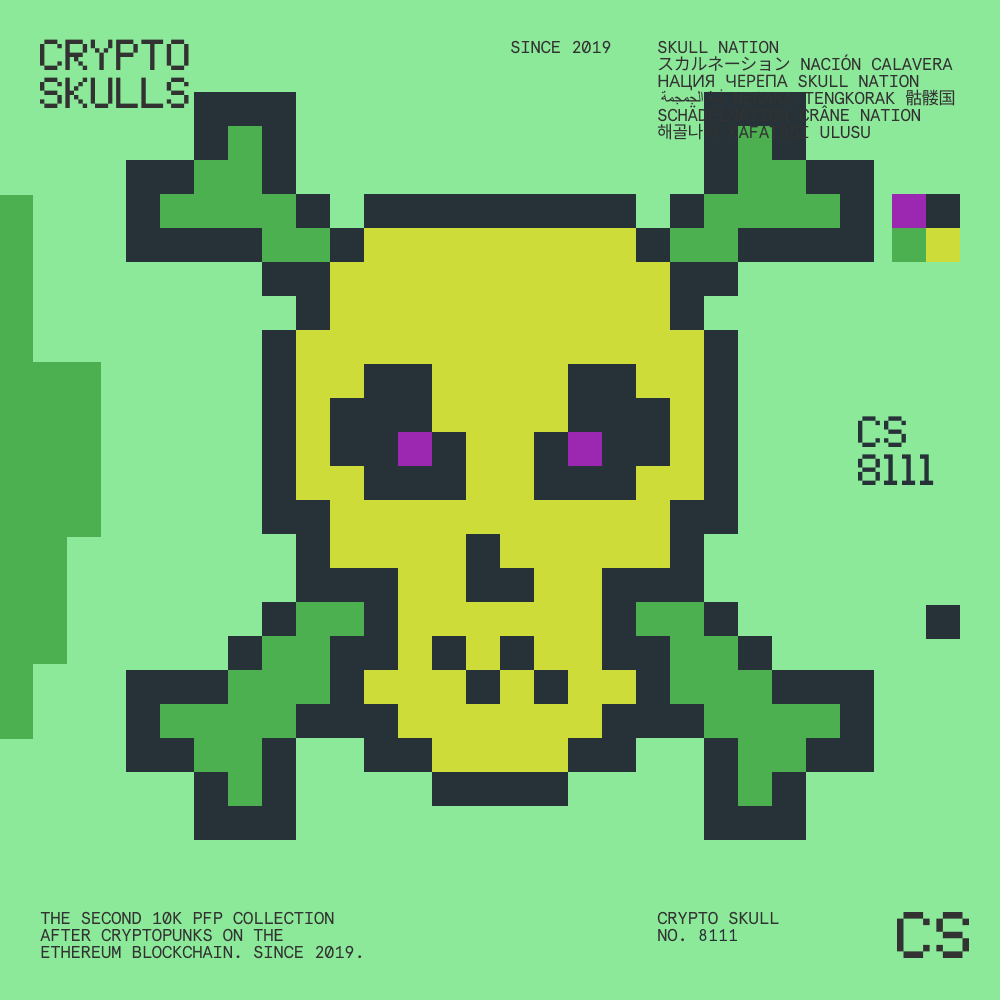 CRYPTO
SKULLS
SINCE 2019
SKULL NATION
スカルネーション NACIÓN CALAVERA
НАЦИЯ ЧЕРЕПА SKULL NATION
الجمجمة TENGKORAK 骷髅国
CRÂNE NATION
해골나 ULUSU
CS
8111
THE SECOND 10K PFP COLLECTION
AFTER CRYPTOPUNKS ON THE
ETHEREUM BLOCKCHAIN. SINCE 2019.
CRYPTO SKULL
NO. 8111
CS